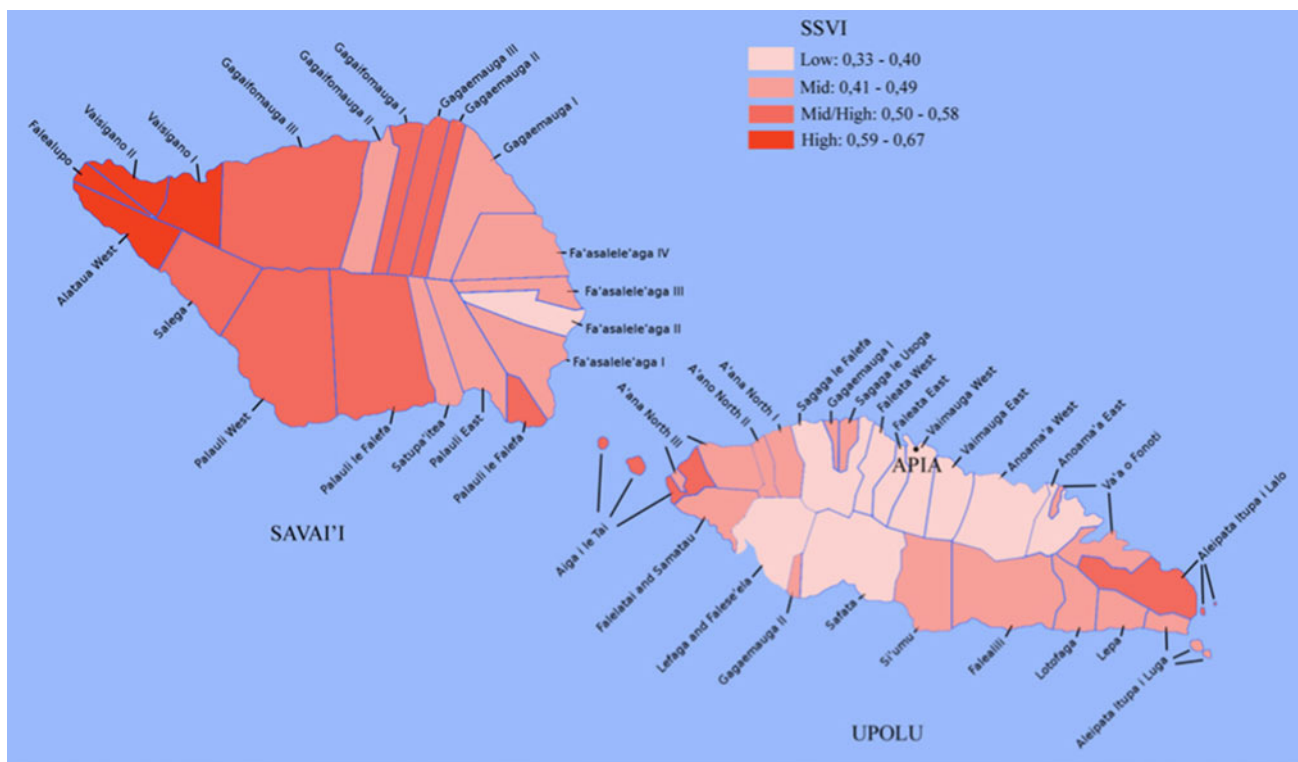 SSVI
Low: 0,33 - 0,40
Mid: 0,41 - 0,49
Mid/High: 0,50 - 0,58
High: 0,59 - 0,67
Falealupo
Vaisigano II
Vaisigano I
Gagaifomauga III
Gagaifomauga II
Gagaifomauga I
Gagaemauga III
Gagaemauga II
Gagaemauga I
Fa'asalele'aga IV
Fa'asalele'aga III
Fa'asalele'aga II
Fa'asalele'aga I
Alataua West
Salega
Palauli West
Palauli le Falefa
Satupa'itea
Palauli East
Palauli le Falefa
SAVAI'I
A'ana North III
A'ano North II
A'ana North I
Sagaga le Falefa
Gagaemauga I
Sagaga le Usoga
Faleata West
Faleata East
Vaimauga West
APIA
Vaimauga East
Anoama'a West
Anoama'a East
Va'a o Fonoti
Aleipata Itupa i Lalo
Aiga i le Tai
Falelatai and Samatau
Lefaga and Falese'ela
Gagaemauga II
Safata
Si'umu
Falealili
Lotofaga
Lepa
Aleipata Itupa i Luga
UPOLU